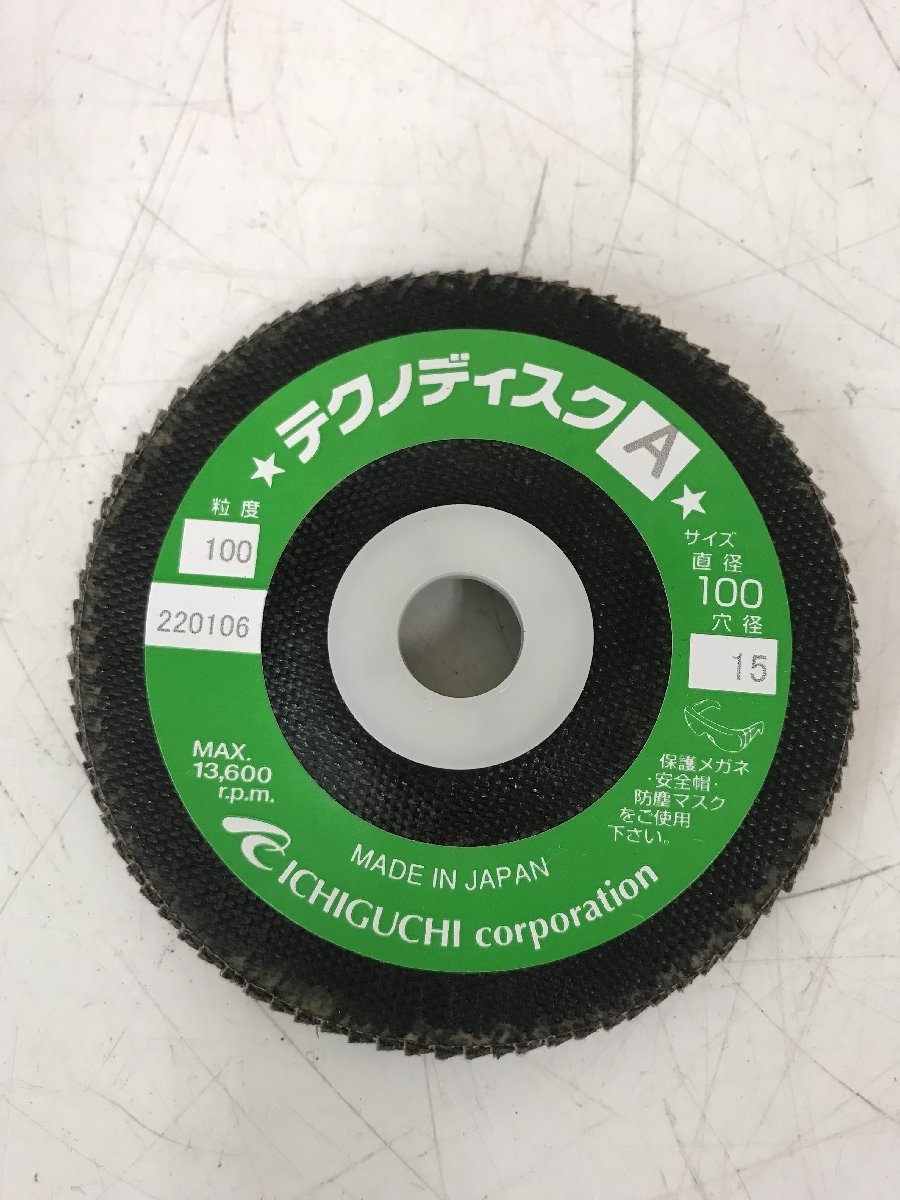 ★テクノディスクA★
粒度
100
220106
MAX.
13,600
r.p.m.
サイズ
直径
100
穴径
15
保護メガネ
・安全帽・
防塵マスク
をご使用
下さい。
MADE IN JAPAN
ICHIGUCHI corporation